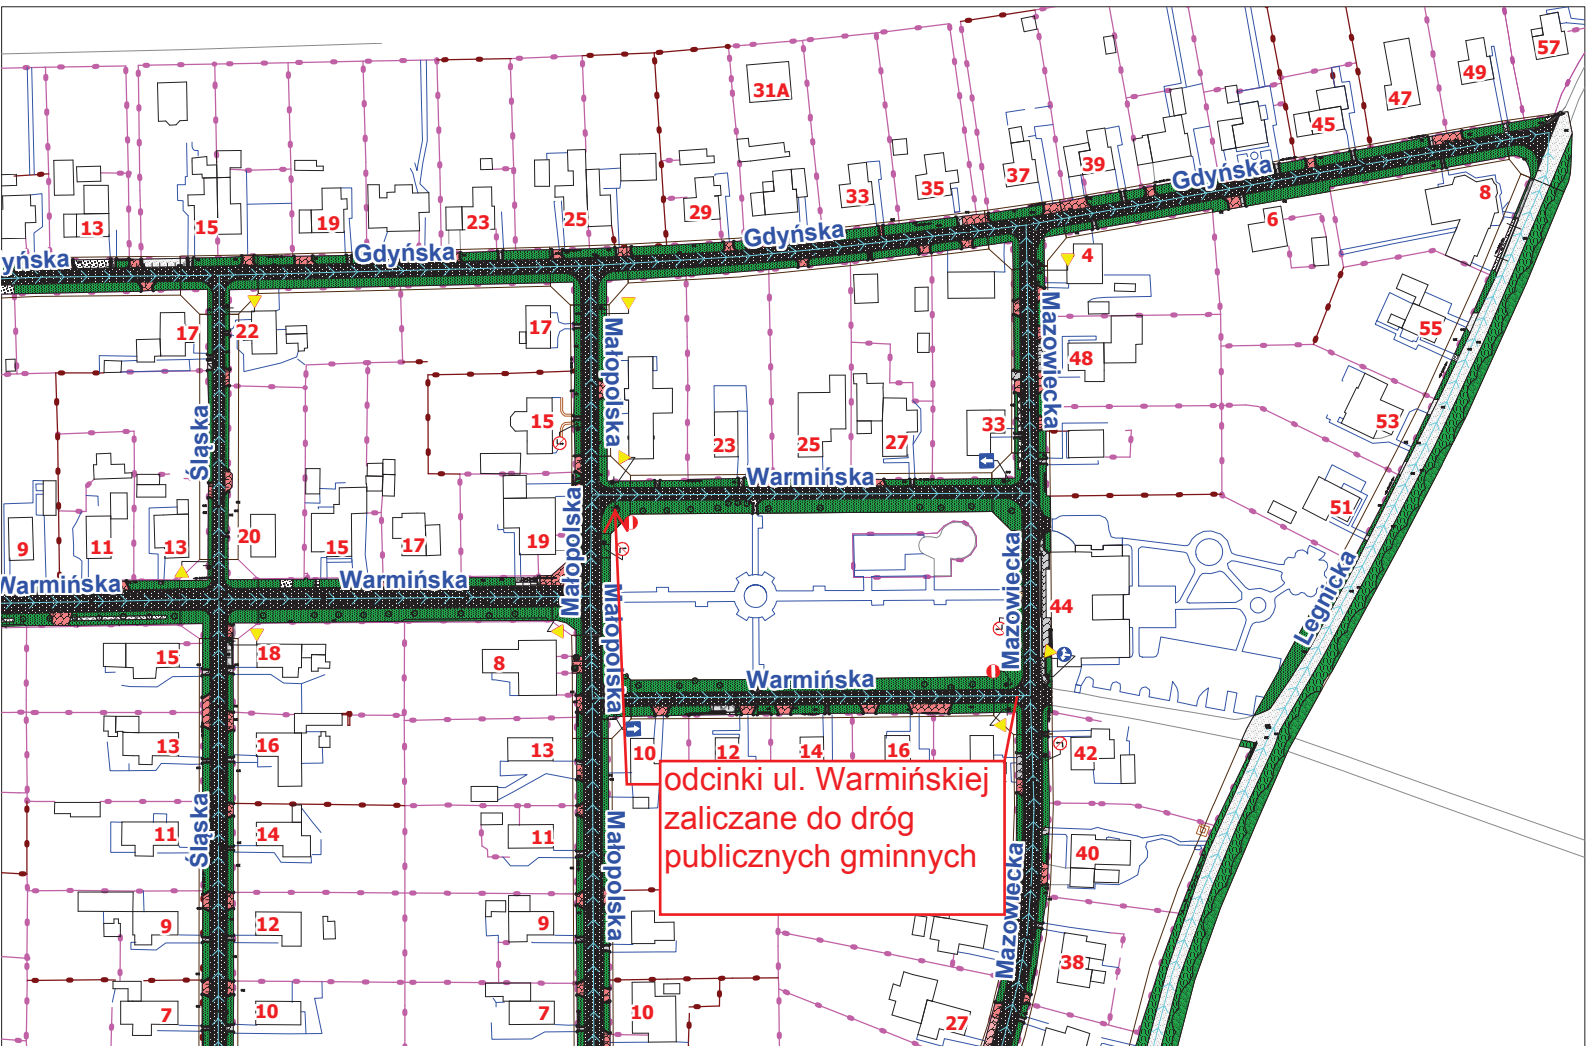 57
49
47
31A
45
39
37
Gdyńska
35
33
8
29
25
23
19
15
13
6
Gdyńska
4
Gdyńska
yńska
Mazowiecka
17
22
17
Małopolska
55
48
15
Śląska
23
25
27
33
53
Warmińska
51
Małopolska
9
11
13
20
15
17
19
Mazowiecka
Warmińska
Warmińska
Małopolska
44
Legnicka
15
18
8
Warmińska
13
16
13
10
12
14
16
42
odcinki ul. Warmińskiej
zaliczane do dróg
publicznych gminnych
Śląska
11
14
11
Małopolska
40
Mazowiecka
9
12
9
38
7
10
7
10
27